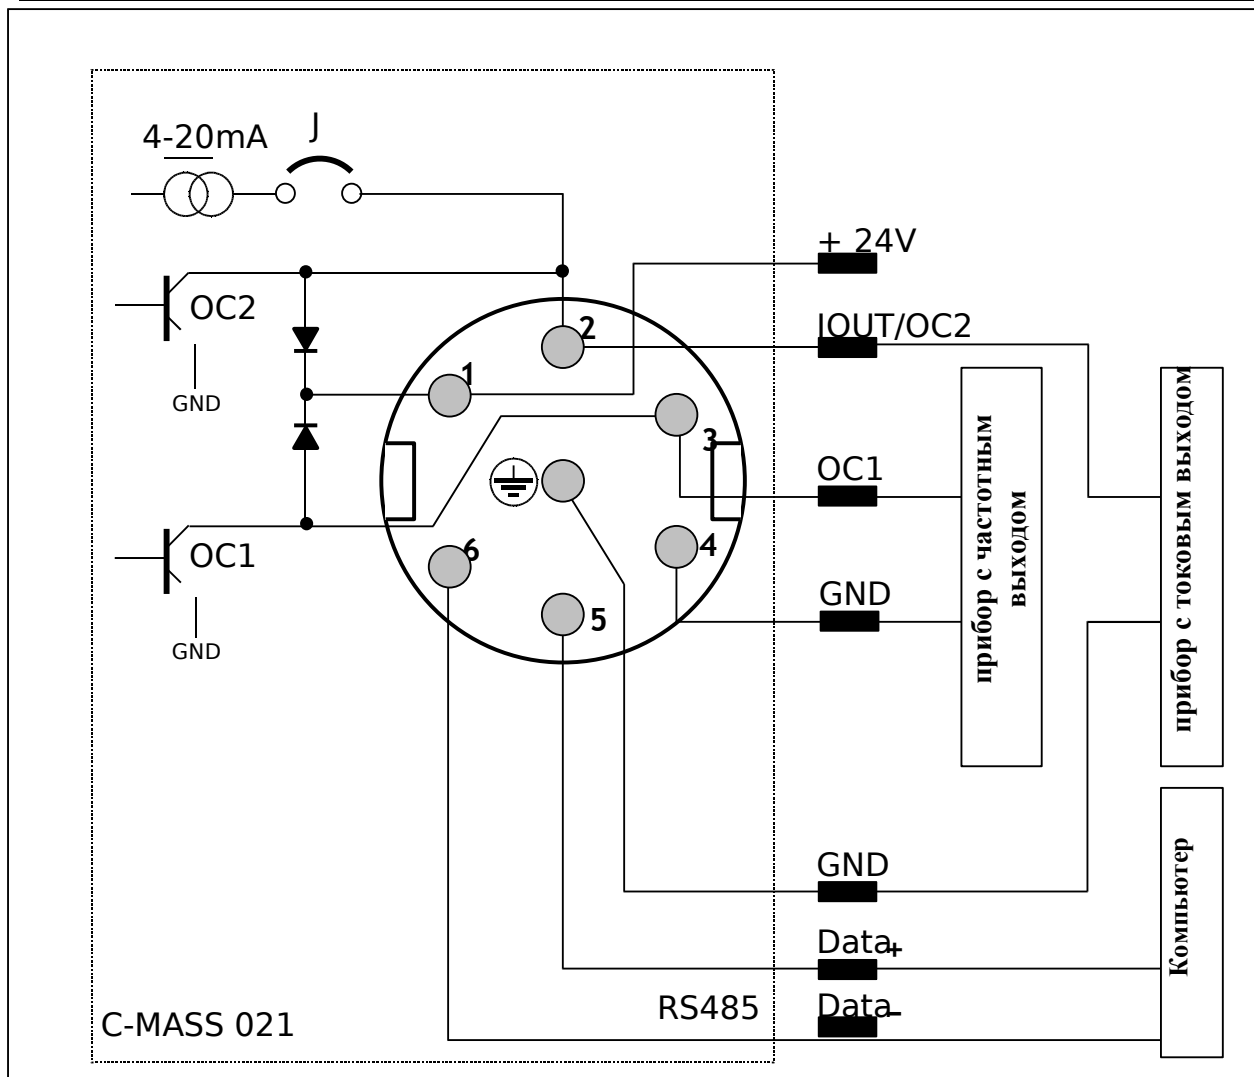 4-20mA
J
+ 24V
OC2
IOUT/OC2
GND
2
1
3
OC1
OC1
4
6
GND
GND
5
прибор с частотным
выходом
прибор с токовым выходом
GND
Data+
Data-
RS485
C-MASS 021
Компьютер